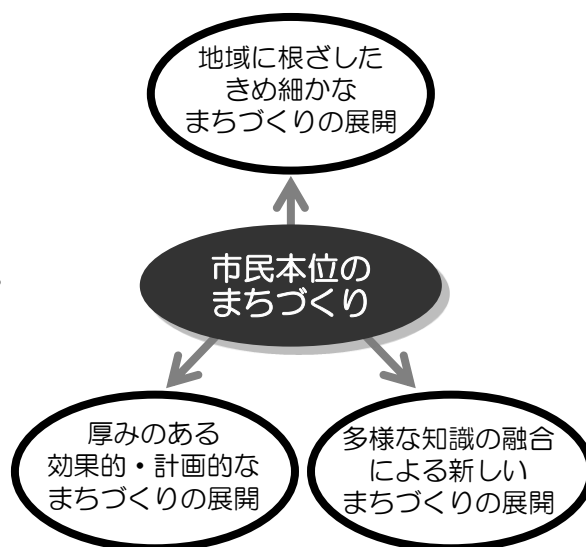 地域に根ざした
きめ細かな
まちづくりの展開
市民本位の
まちづくり
厚みのある
効果的・計画的な
まちづくりの展開
多様な知識の融合
による新しい
まちづくりの展開